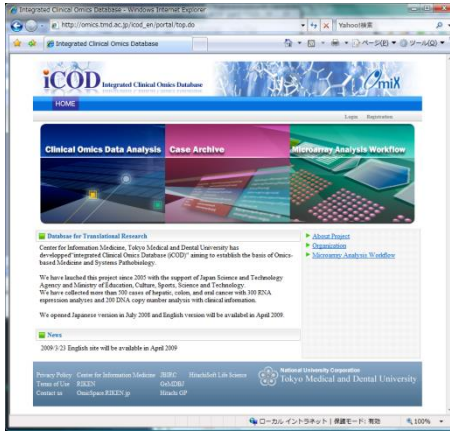 Integrated Clinical Omics Database - Windows Internet Explorer
http://omics.tmd.ac.jp/icod_en/portal/top.do
Yahoo!検索
Integrated Clinical Omics Database
ページ(P)
ツール(O)
iCOD Integrated Clinical Omics Database
OmiX
HOME
Login Registration
Clinical Omics Data Analysis
Case Archive
Microarray Analysis Workflow
Database for Translational Research
Center for Information Medicine, Tokyo Medical and Dental University has
developped "integrated Clinical Omics Database (iCOD)" aiming to establish the basis of Omics-
based Medicine and Systems Pathobiology.
We have lauched this project since 2005 with the support of Japan Science and Technology
Agency and Ministry of Education, Culture, Sports, Science and Technology.
We have collected more than 500 cases of hepatic, colon, and oral cancer with 300 RNA
expression analyses and 200 DNA copy number analysis with clinical information.
We opened Japanese version in July 2008 and English version will be availabel in April 2009.
About Project
Organization
Microarray Analysis Workflow
News
2009/3/23 English site will be available in April 2009
Privacy Policy Center for Information Medicine JBIRC HitachiSoft Life Science
Terms of Use RIKEN GeMDBJ
Contact us OmicSpace.RIKEN.jp Hitachi GP
National University Corporation
Tokyo Medical and Dental University
ローカル イントラネット | 保護モード: 無効
100%